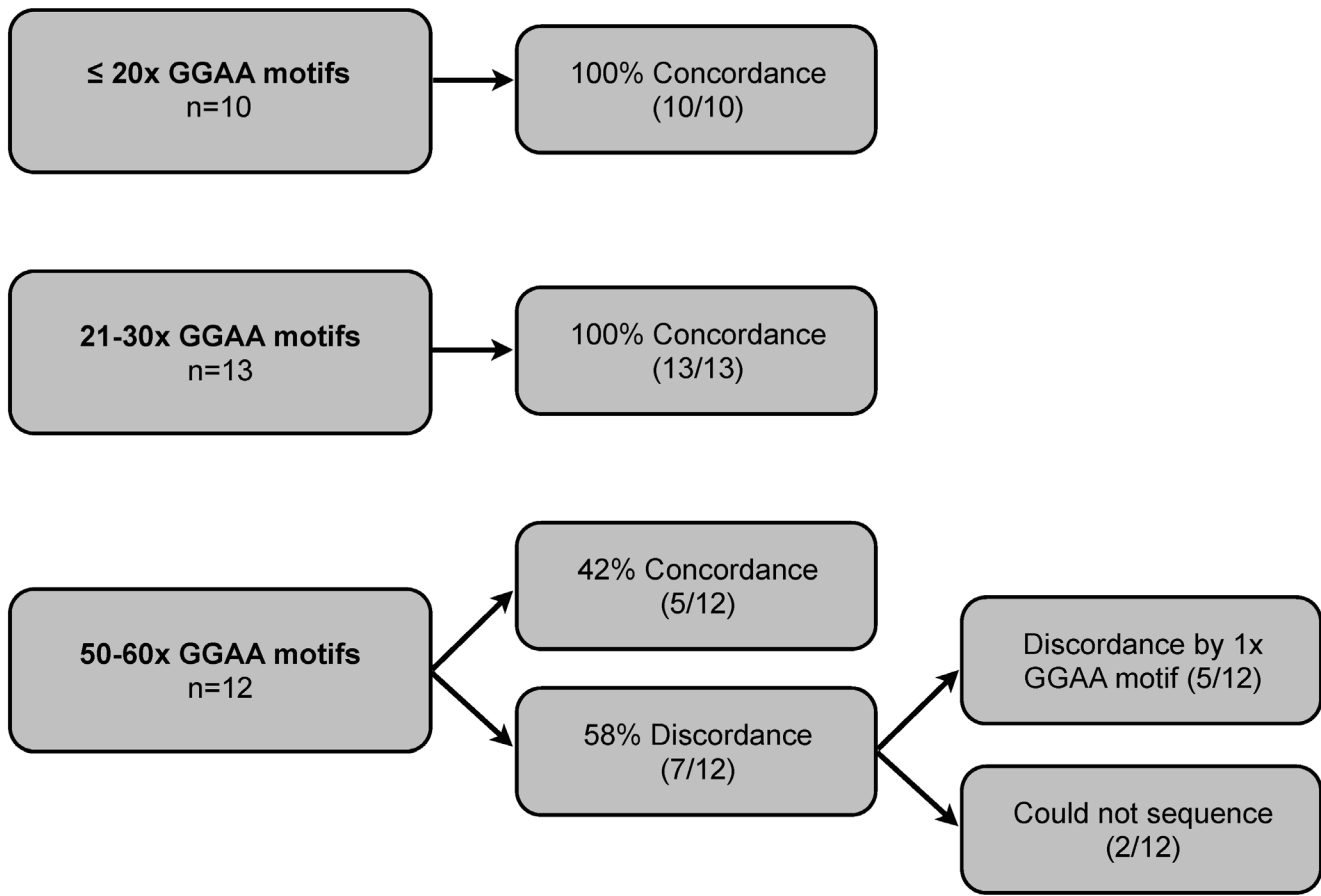 ≤ 20x GGAA motifs
n=10
100% Concordance
(10/10)
21-30x GGAA motifs
n=13
100% Concordance
(13/13)
50-60x GGAA motifs
n=12
42% Concordance
(5/12)
58% Discordance
(7/12)
Discordance by 1x
GGAA motif (5/12)
Could not sequence
(2/12)